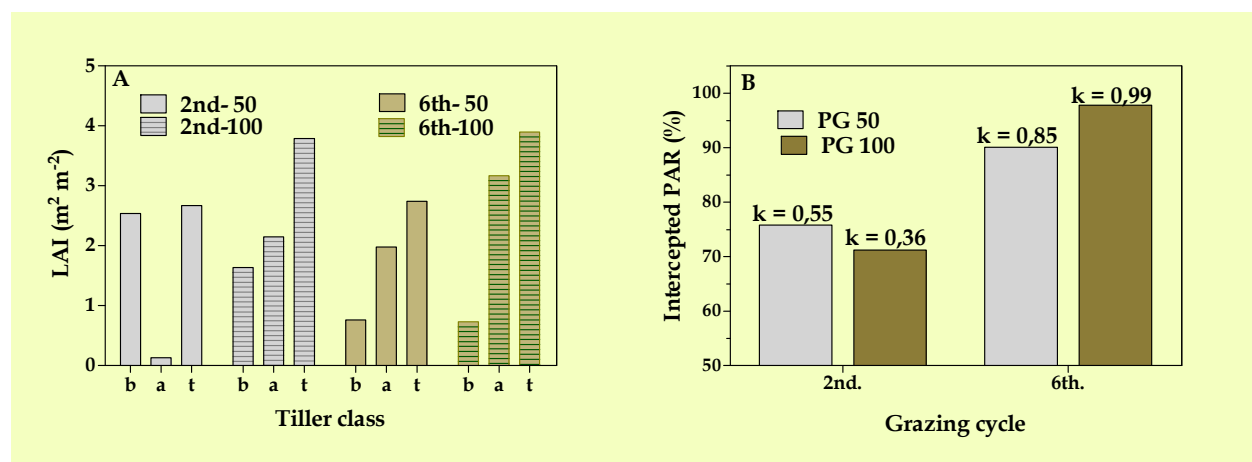 A
2nd- 50
2nd-100
6th- 50
6th-100
5
4
3
2
1
0
LAI (m² m⁻²)
b a t b a t b a t b a t
Tiller class
B
PG 50
PG 100
k = 0,55
k = 0,36
k = 0,85
k = 0,99
100
90
80
70
60
50
Intercepted PAR (%)
2nd. 6th.
Grazing cycle